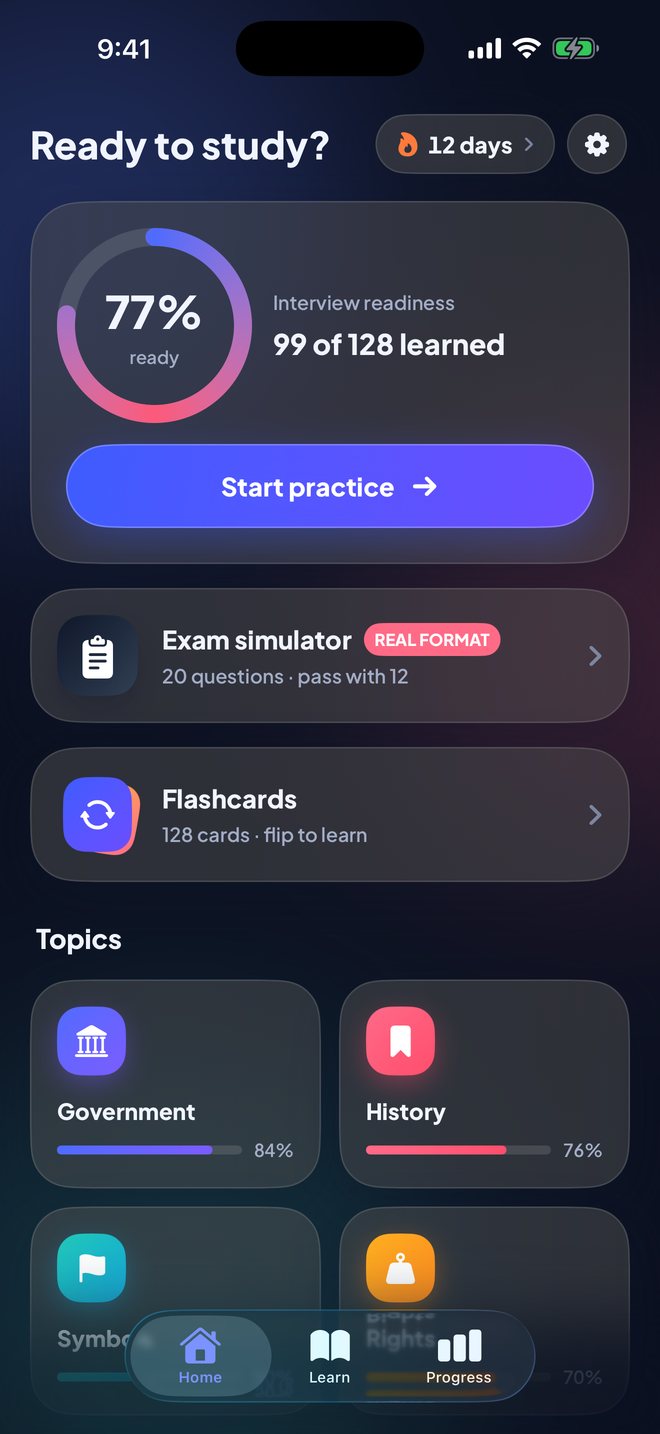 9:41
Ready to study?
12 days
77%
ready
Interview readiness
99 of 128 learned
Start practice
Exam simulator REAL FORMAT
20 questions · pass with 12
Flashcards
128 cards · flip to learn
Topics
Government
84%
History
76%
Rights
70%
Home
Learn
Progress